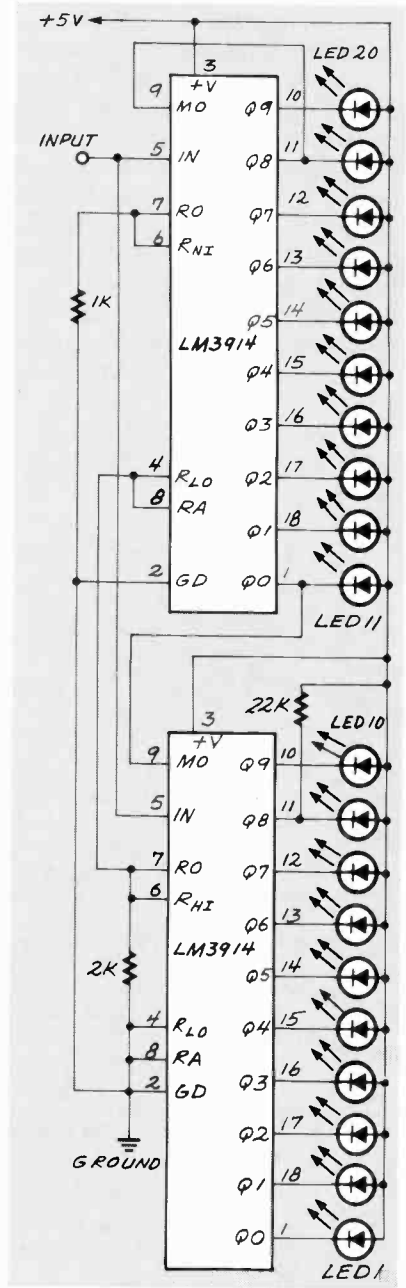 +5V
LED 20
3
+V
9 MO Q9 10
INPUT
5 IN Q8 11
7 RO Q7 12
6 RNI Q6 13
1K
Q5 14
LM3914
Q4 15
Q3 16
4 RLO Q2 17
8 RA
Q1 18
2 GD Q0 1
LED 11
3
+V
22K
LED 10
9 MO Q9 10
5 IN Q8 11
7 RO Q7 12
6 RHI Q6 13
LM3914
2K
Q5 14
4 RLO Q4 15
8 RA Q3 16
2 GD
Q2 17
GROUND
Q1 18
Q0 1
LED 1